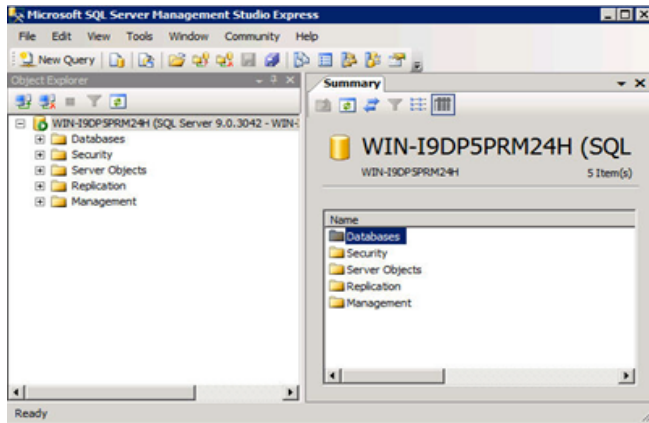 Microsoft SQL Server Management Studio Express
File Edit View Tools Window Community Help
New Query
Object Explorer
WIN-I9DP5PRM24H (SQL Server 9.0.3042 - WIN-
Databases
Security
Server Objects
Replication
Management
Summary
WIN-I9DP5PRM24H (SQL
WIN-I9DP5PRM24H 5 Item(s)
Name
Databases
Security
Server Objects
Replication
Management
Ready